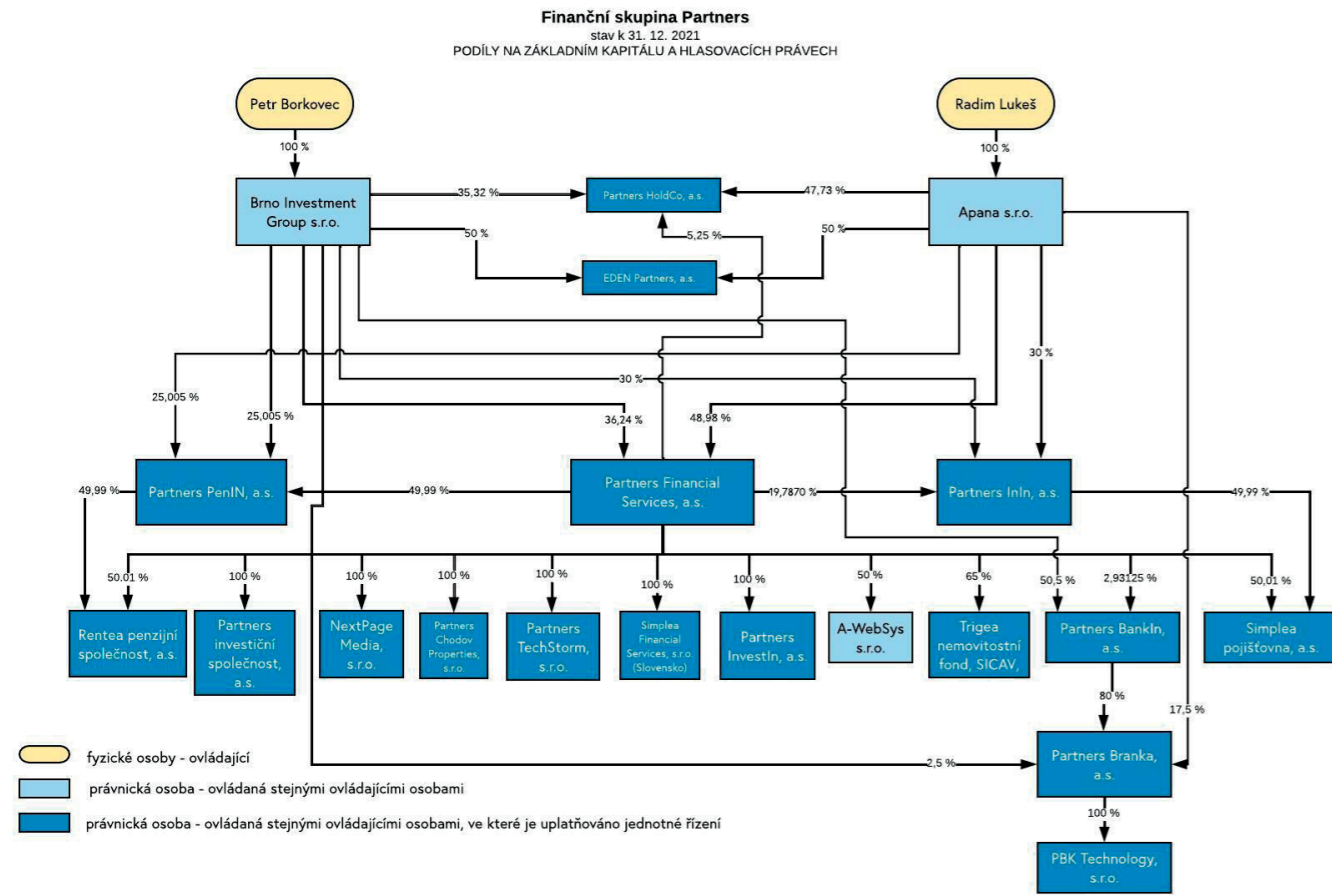 Finanční skupina Partners
stav k 31. 12. 2021
PODÍLY NA ZÁKLADNÍM KAPITÁLU A HLASOVACÍCH PRÁVECH
Petr Borkovec
Radim Lukeš
100 %
100 %
Brno Investment
Group s.r.o.
35,32 %
Partners HoldCo, a.s.
47,73 %
Apana s.r.o.
50 %
5,25 %
50 %
EDEN Partners, a.s.
30 %
30 %
25,005 %
25,005 %
36,24 %
48,98 %
49,99 %
Partners PenIN, a.s.
49,99 %
Partners Financial
Services, a.s.
49,7870 %
Partners InIn, a.s.
49,99 %
50.01 %
100 %
100 %
100 %
100 %
100 %
100 %
50 %
65 %
50,5 %
2,93125 %
50,01 %
Rentea penzijní
společnost, a.s.
Partners
investiční
společnost,
a.s.
NextPage
Media,
s.r.o.
Partners
Chodov
Properties,
s.r.o.
Partners
TechStorm,
s.r.o.
Simplea
Financial
Services, s.r.o.
(Slovensko)
Partners
InvestIn, a.s.
A-WebSys
s.r.o.
Trigea
nemovitostní
fond, SICAV,
Partners BankIn,
a.s.
Simplea
pojišťovna, a.s.
80 %
17,5 %
2,5 %
Partners Branka,
a.s.
100 %
PBK Technology,
s.r.o.
fyzické osoby - ovládající
právnická osoba - ovládaná stejnými ovládajícími osobami
právnická osoba - ovládaná stejnými ovládajícími osobami, ve které je uplatňováno jednotné řízení